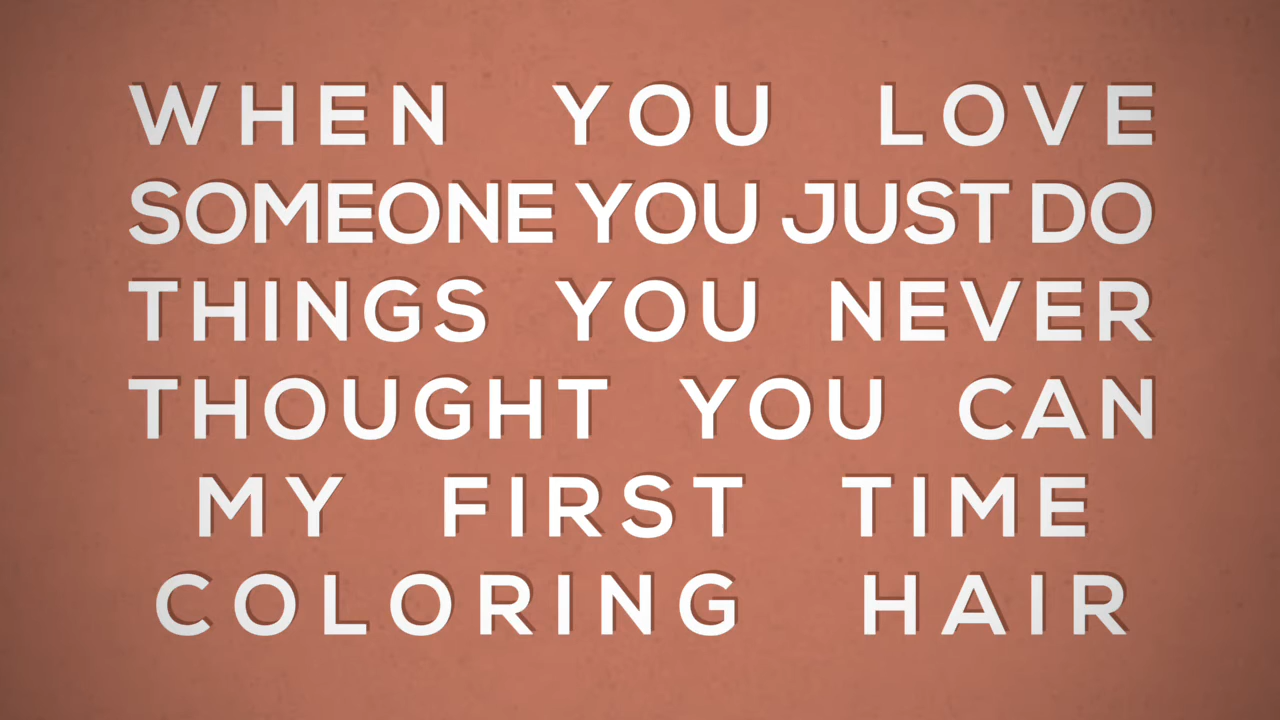 WHEN YOU LOVE
SOMEONE YOU JUST DO
THINGS YOU NEVER
THOUGHT YOU CAN
MY FIRST TIME
COLORING HAIR